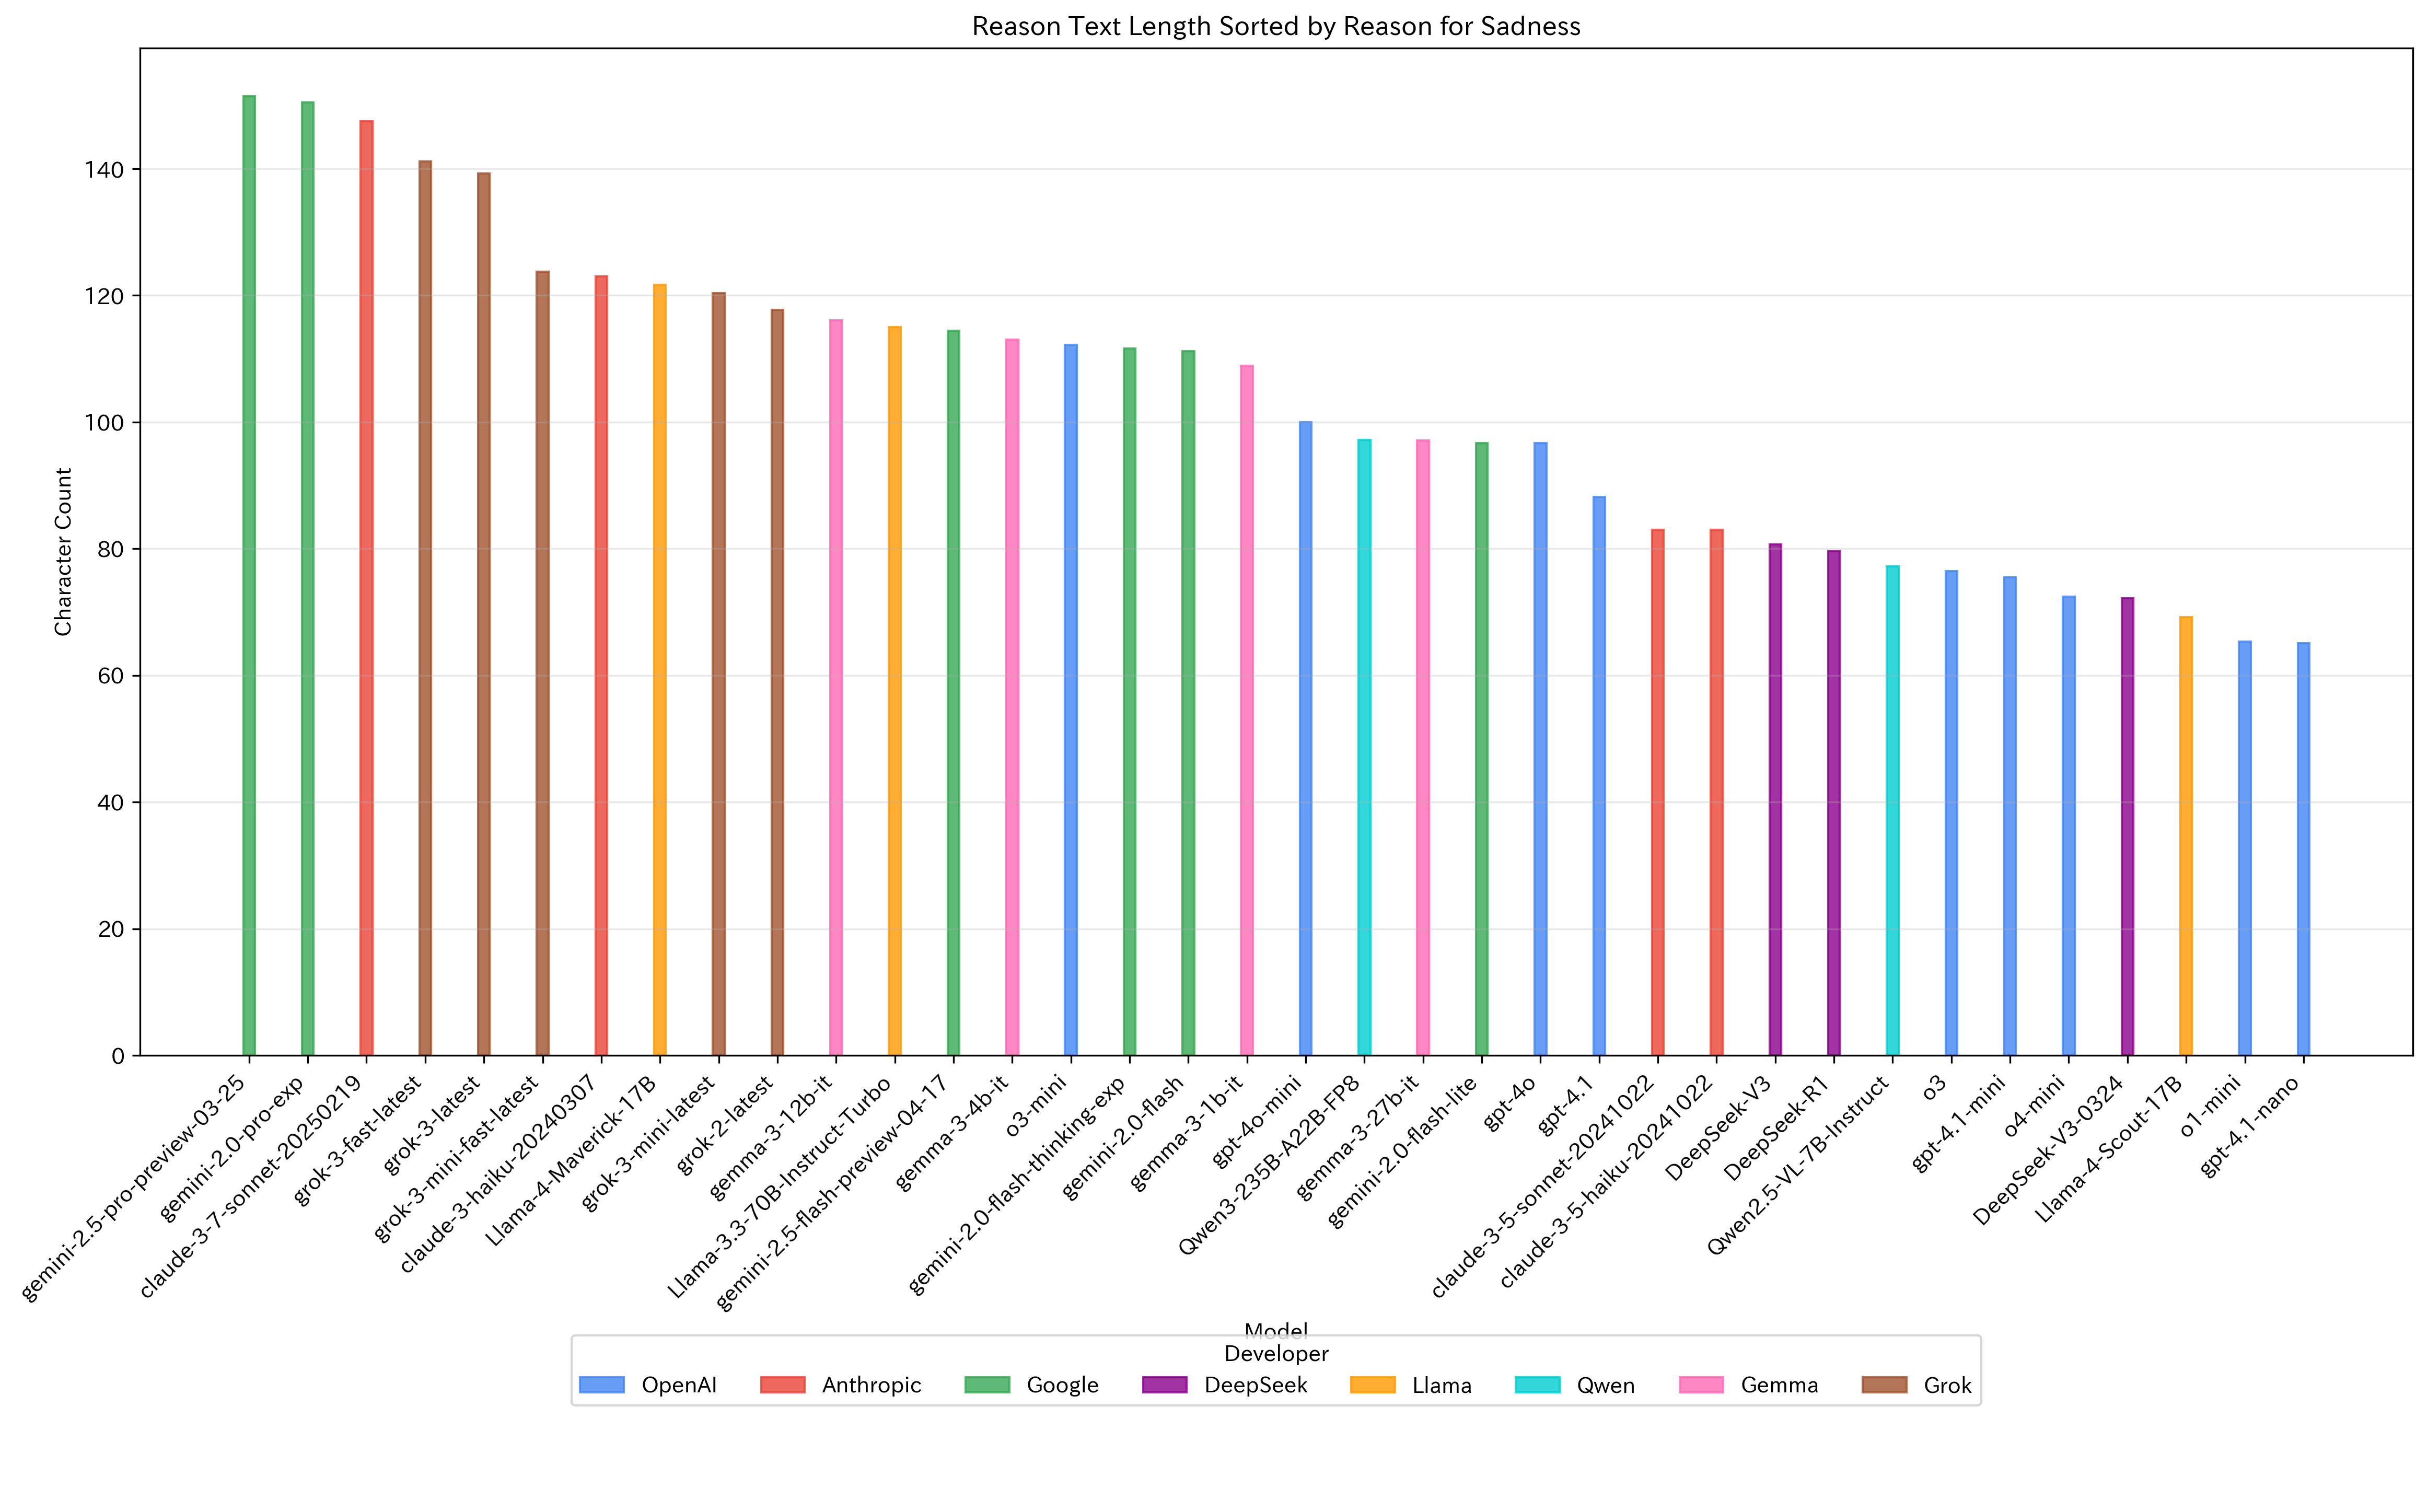 Reason Text Length Sorted by Reason for Sadness
Character Count
140
120
100
80
60
40
20
0
gemini-2.5-pro-preview-03-25
gemini-2.0-pro-exp
claude-3-7-sonnet-20250219
grok-3-fast-latest
grok-3-latest
grok-3-mini-fast-latest
claude-3-haiku-20240307
Llama-4-Maverick-17B
grok-3-mini-latest
grok-2-latest
gemma-3-12b-it
Llama-3.3-70B-Instruct-Turbo
gemini-2.5-flash-preview-04-17
gemma-3-4b-it
o3-mini
gemini-2.0-flash-thinking-exp
gemini-2.0-flash
gemma-3-1b-it
gpt-4o-mini
Qwen3-235B-A22B-FP8
gemma-3-27b-it
gemini-2.0-flash-lite
gpt-4o
gpt-4.1
claude-3-5-sonnet-20241022
claude-3-5-haiku-20241022
DeepSeek-V3
DeepSeek-R1
Qwen2.5-VL-7B-Instruct
o3
gpt-4.1-mini
o4-mini
DeepSeek-V3-0324
Llama-4-Scout-17B
o1-mini
gpt-4.1-nano
Model
Developer
OpenAI Anthropic Google DeepSeek Llama Qwen Gemma Grok